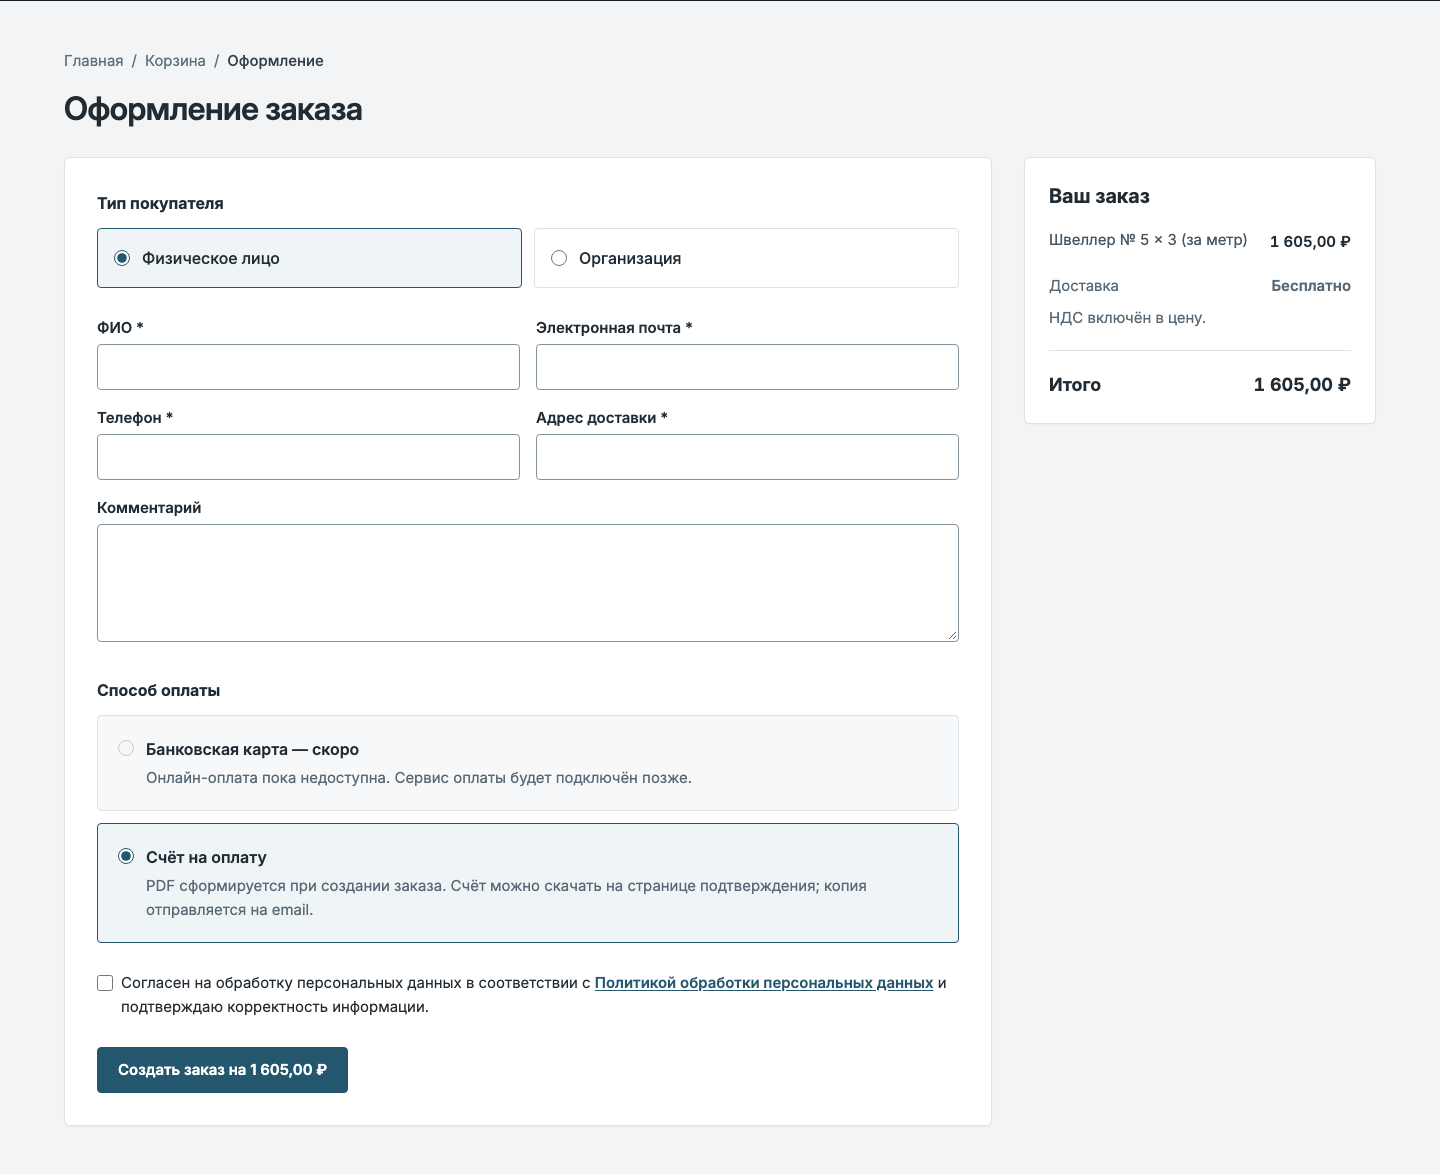 Главная / Корзина / Оформление
Оформление заказа
Тип покупателя
Физическое лицо
Организация
ФИО *
Электронная почта *
Телефон *
Адрес доставки *
Комментарий
Способ оплаты
Банковская карта — скоро
Онлайн-оплата пока недоступна. Сервис оплаты будет подключён позже.
Счёт на оплату
PDF сформируется при создании заказа. Счёт можно скачать на странице подтверждения; копия
отправляется на email.
Согласен на обработку персональных данных в соответствии с Политикой обработки персональных данных и
подтверждаю корректность информации.
Создать заказ на 1 605,00 ₽
Ваш заказ
Швеллер № 5 × 3 (за метр) 1 605,00 ₽
Доставка Бесплатно
НДС включён в цену.
Итого 1 605,00 ₽